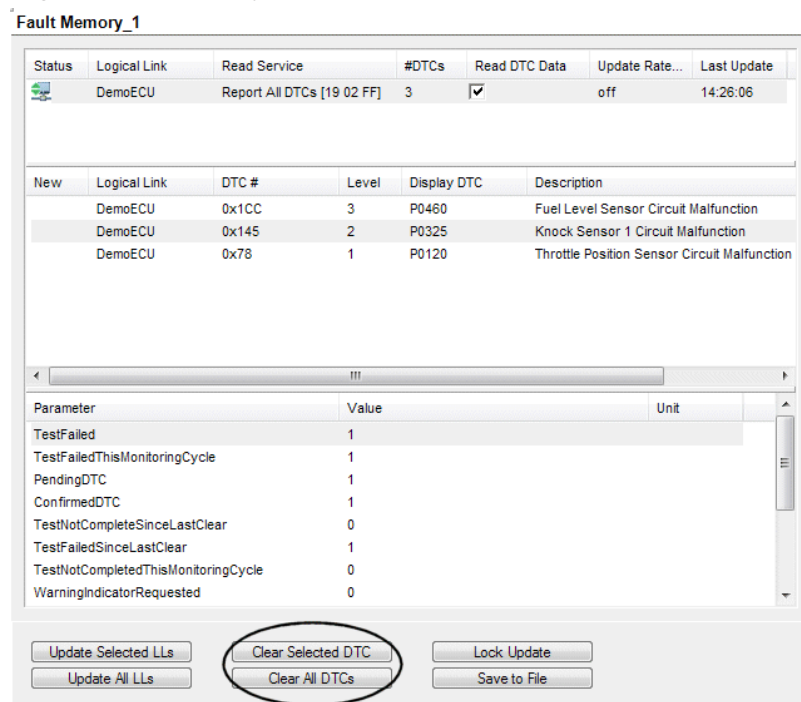 Fault Memory_1
Status Logical Link Read Service #DTCs Read DTC Data Update Rate... Last Update
DemoECU Report All DTCs [19 02 FF] 3 off 14:26:06
New Logical Link DTC # Level Display DTC Description
DemoECU 0x1CC 3 P0460 Fuel Level Sensor Circuit Malfunction
DemoECU 0x145 2 P0325 Knock Sensor 1 Circuit Malfunction
DemoECU 0x78 1 P0120 Throttle Position Sensor Circuit Malfunction
Parameter Value Unit
TestFailed 1
TestFailedThisMonitoringCycle 1
PendingDTC 1
ConfirmedDTC 1
TestNotCompleteSinceLastClear 0
TestFailedSinceLastClear 1
TestNotCompletedThisMonitoringCycle 0
WarningIndicatorRequested 0
Update Selected LLs Clear Selected DTC Lock Update
Update All LLs Clear All DTCs Save to File